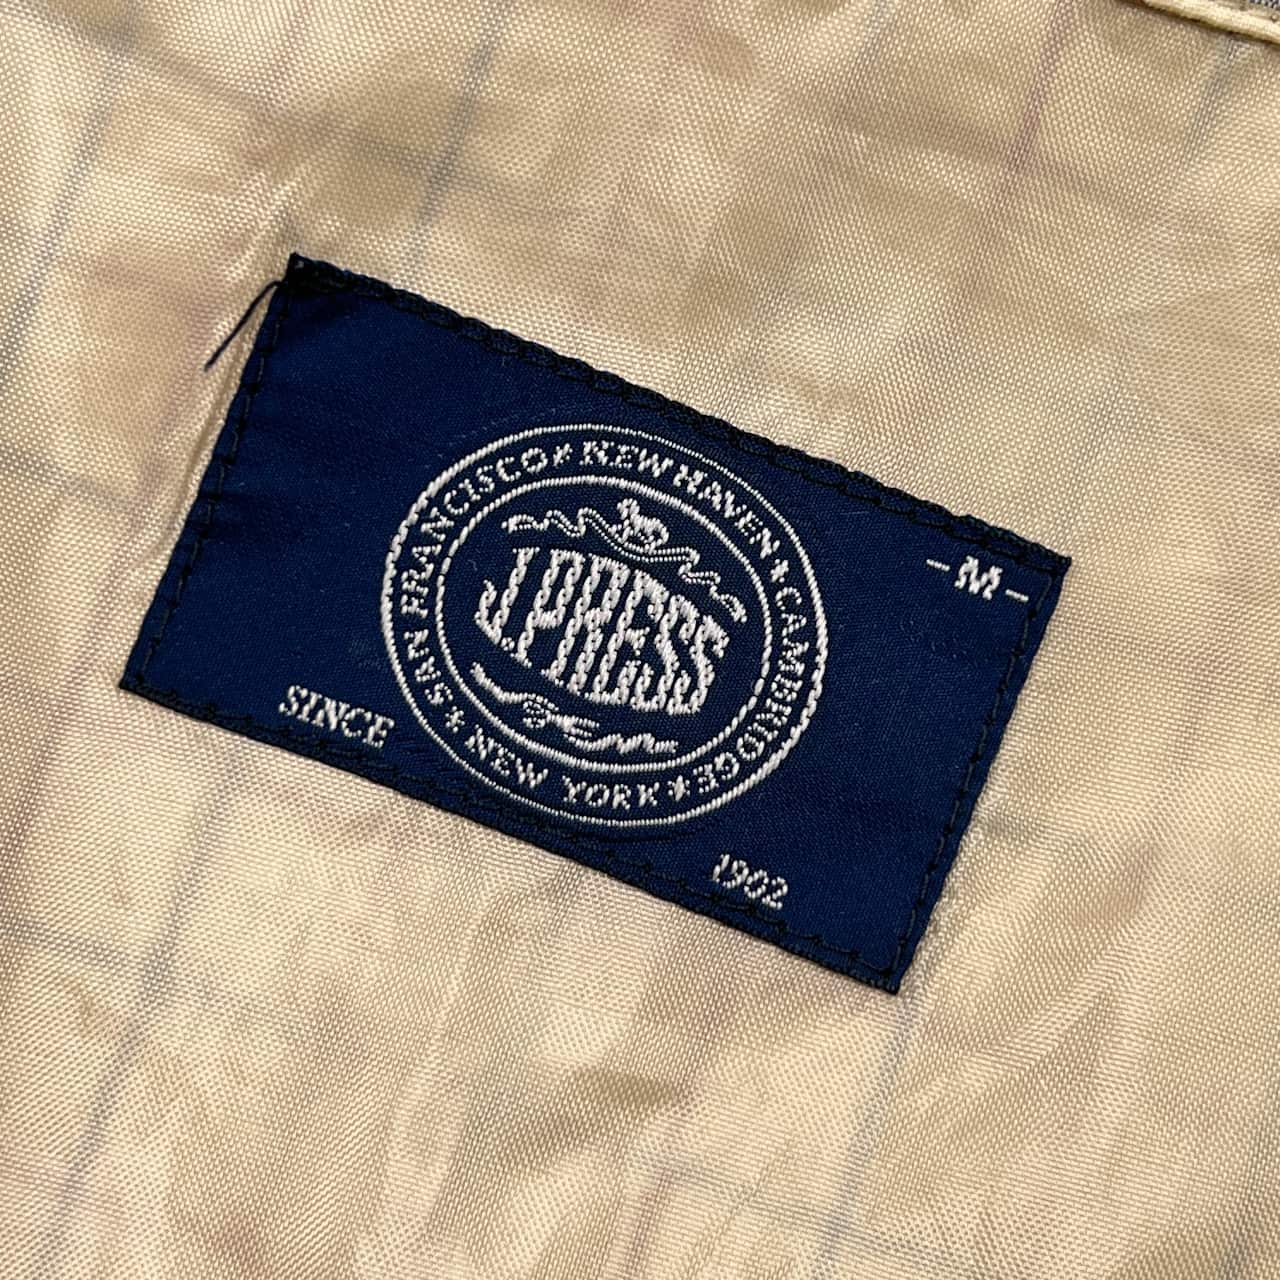 -M-
SAN FRANCISCO * NEW HAVEN * CAMBRIDGE * NEW YORK *
J.PRESS
SINCE 1902